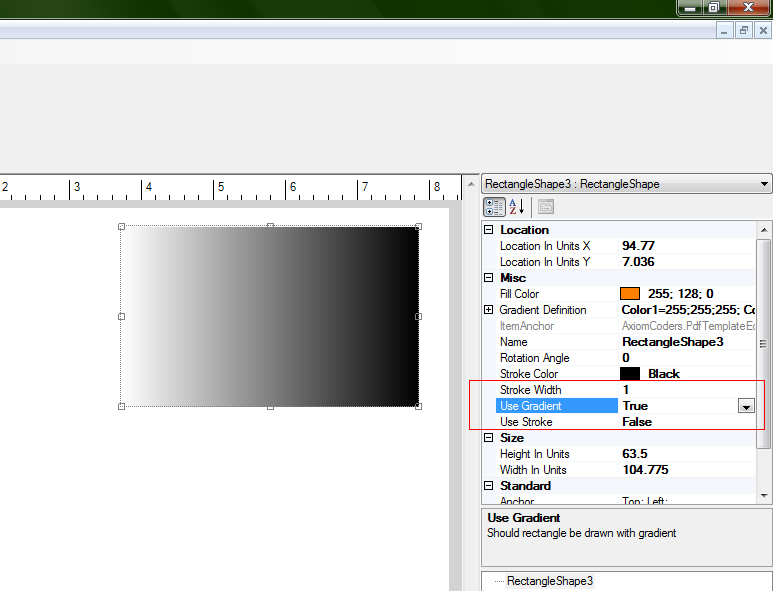 2 3 4 5 6 7 8
RectangleShape3 : RectangleShape
A
Z
Location
Location In Units X 94.77
Location In Units Y 7.036
Misc
Fill Color 255; 128; 0
Gradient Definition Color1=255;255;255; Co
ItemAnchor AxiomCoders.PdfTemplateEd
Name RectangleShape3
Rotation Angle 0
Stroke Color Black
Stroke Width 1
Use Gradient True
Use Stroke False
Size
Height In Units 63.5
Width In Units 104.775
Standard
Anchor Top: Left:
Use Gradient
Should rectangle be drawn with gradient
RectangleShape3